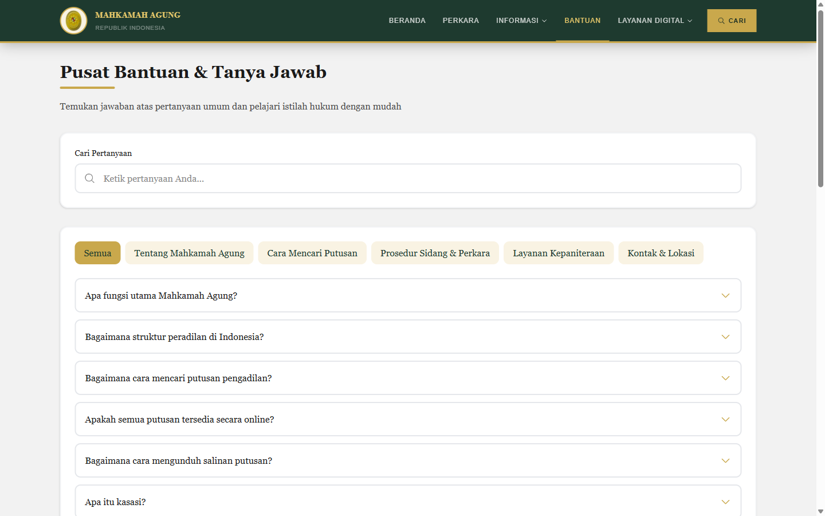 MAHKAMAH AGUNG
REPUBLIK INDONESIA
BERANDA
PERKARA
INFORMASI
BANTUAN
LAYANAN DIGITAL
CARI
Pusat Bantuan & Tanya Jawab
Temukan jawaban atas pertanyaan umum dan pelajari istilah hukum dengan mudah
Cari Pertanyaan
Ketik pertanyaan Anda...
Semua
Tentang Mahkamah Agung
Cara Mencari Putusan
Prosedur Sidang & Perkara
Layanan Kepaniteraan
Kontak & Lokasi
Apa fungsi utama Mahkamah Agung?
Bagaimana struktur peradilan di Indonesia?
Bagaimana cara mencari putusan pengadilan?
Apakah semua putusan tersedia secara online?
Bagaimana cara mengunduh salinan putusan?
Apa itu kasasi?